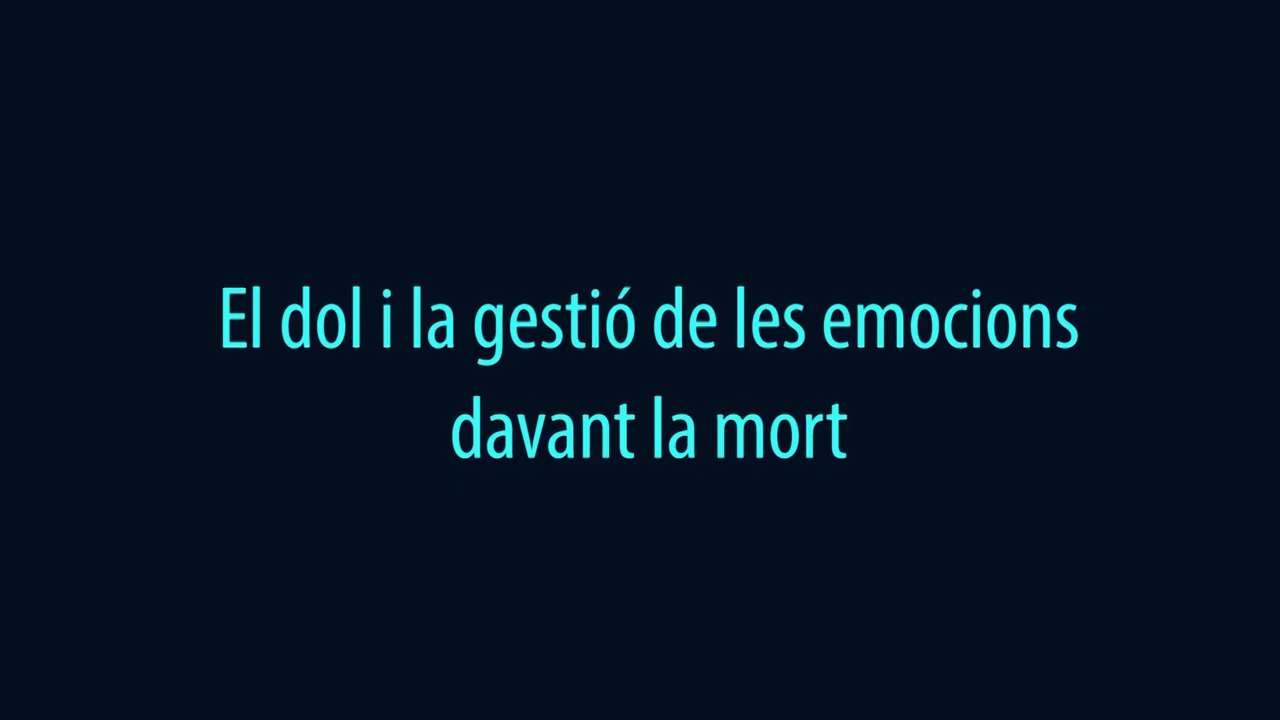 El dol i la gestió de les emocions
davant la mort